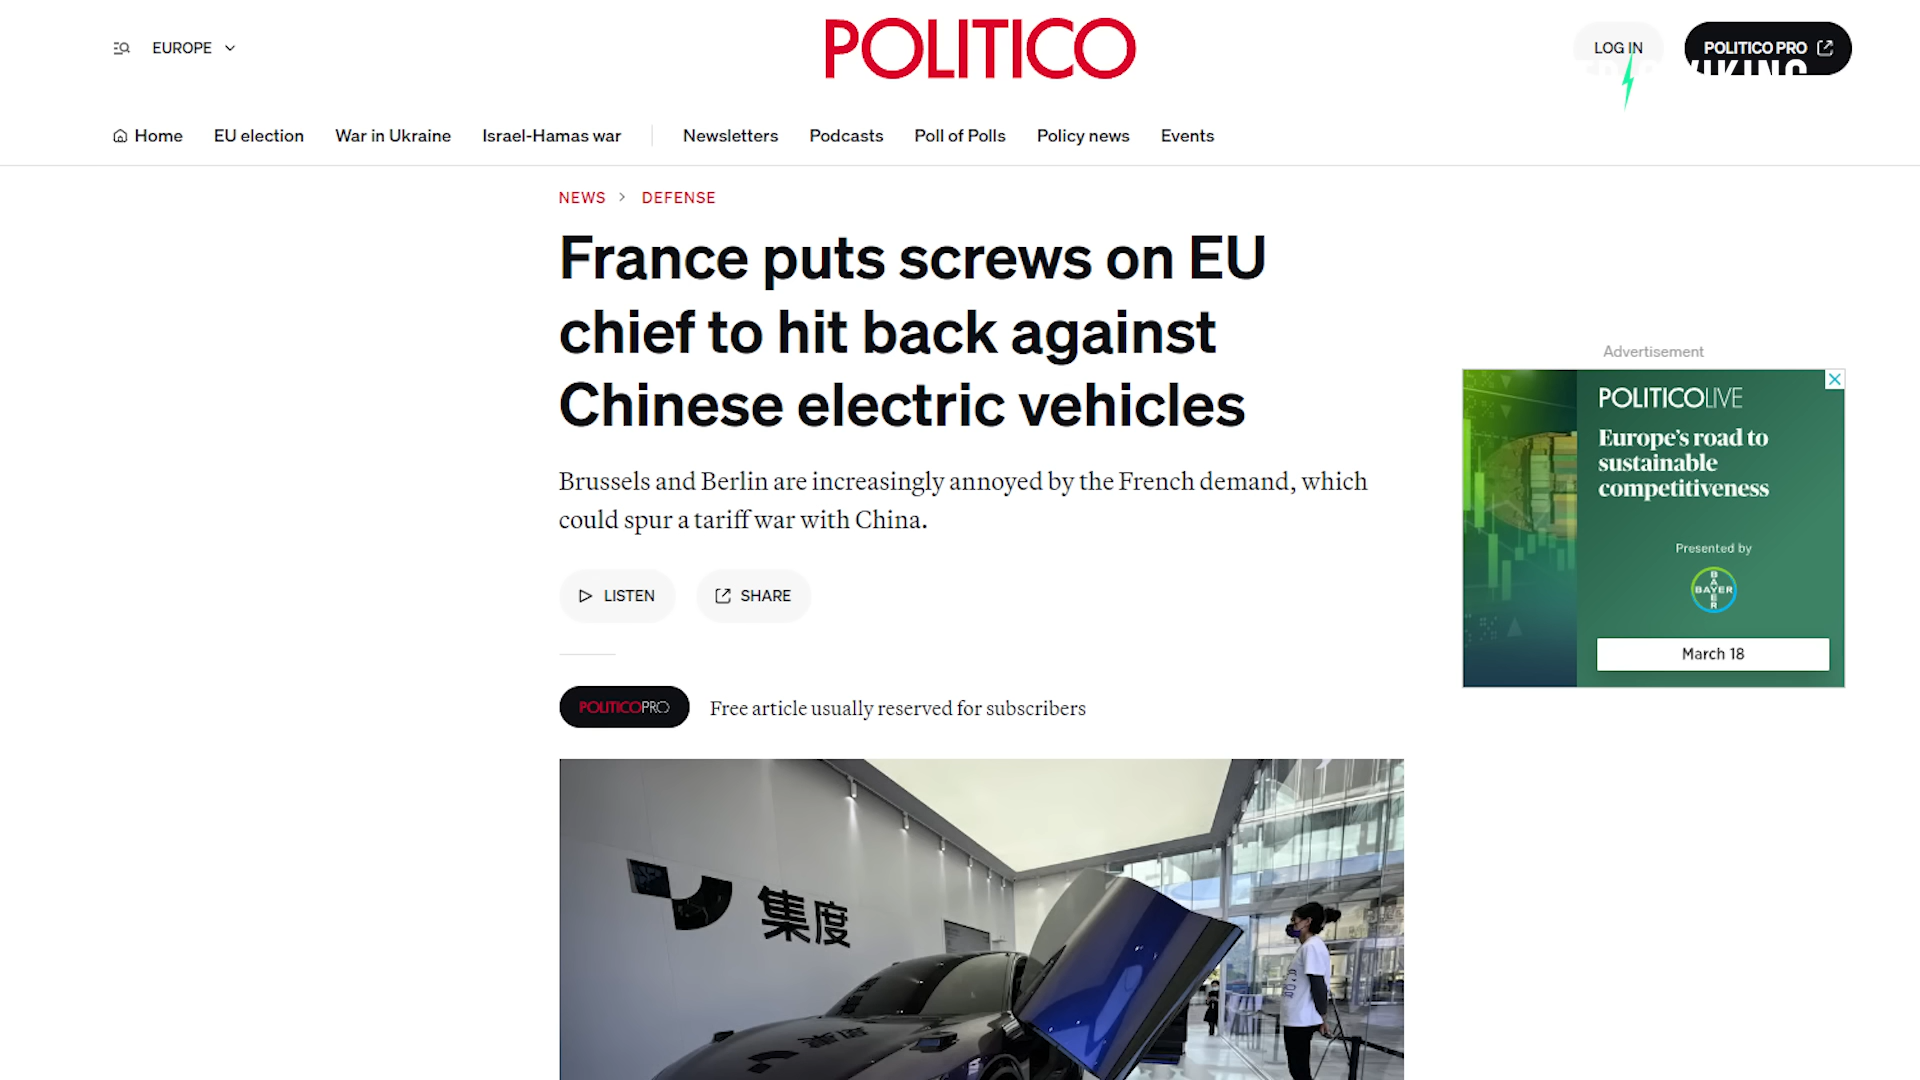 EUROPE
POLITICO
LOG IN
POLITICO PRO
VIKING
Home
EU election
War in Ukraine
Israel-Hamas war
Newsletters
Podcasts
Poll of Polls
Policy news
Events
NEWS
DEFENSE
France puts screws on EU
chief to hit back against
Chinese electric vehicles
Brussels and Berlin are increasingly annoyed by the French demand, which
could spur a tariff war with China.
LISTEN
SHARE
POLITICOPRO
Free article usually reserved for subscribers
Advertisement
POLITICOLIVE
Europe's road to
sustainable
competitiveness
Presented by
BAYER
BAYER
March 18
集度